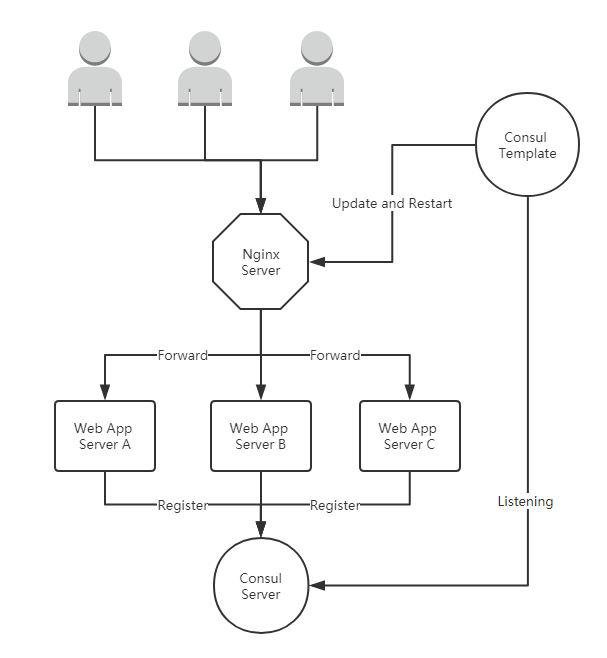 Consul
Template
Update and Restart
Nginx
Server
Forward
Forward
Web App
Server A
Web App
Server B
Web App
Server C
Register
Register
Listening
Consul
Server